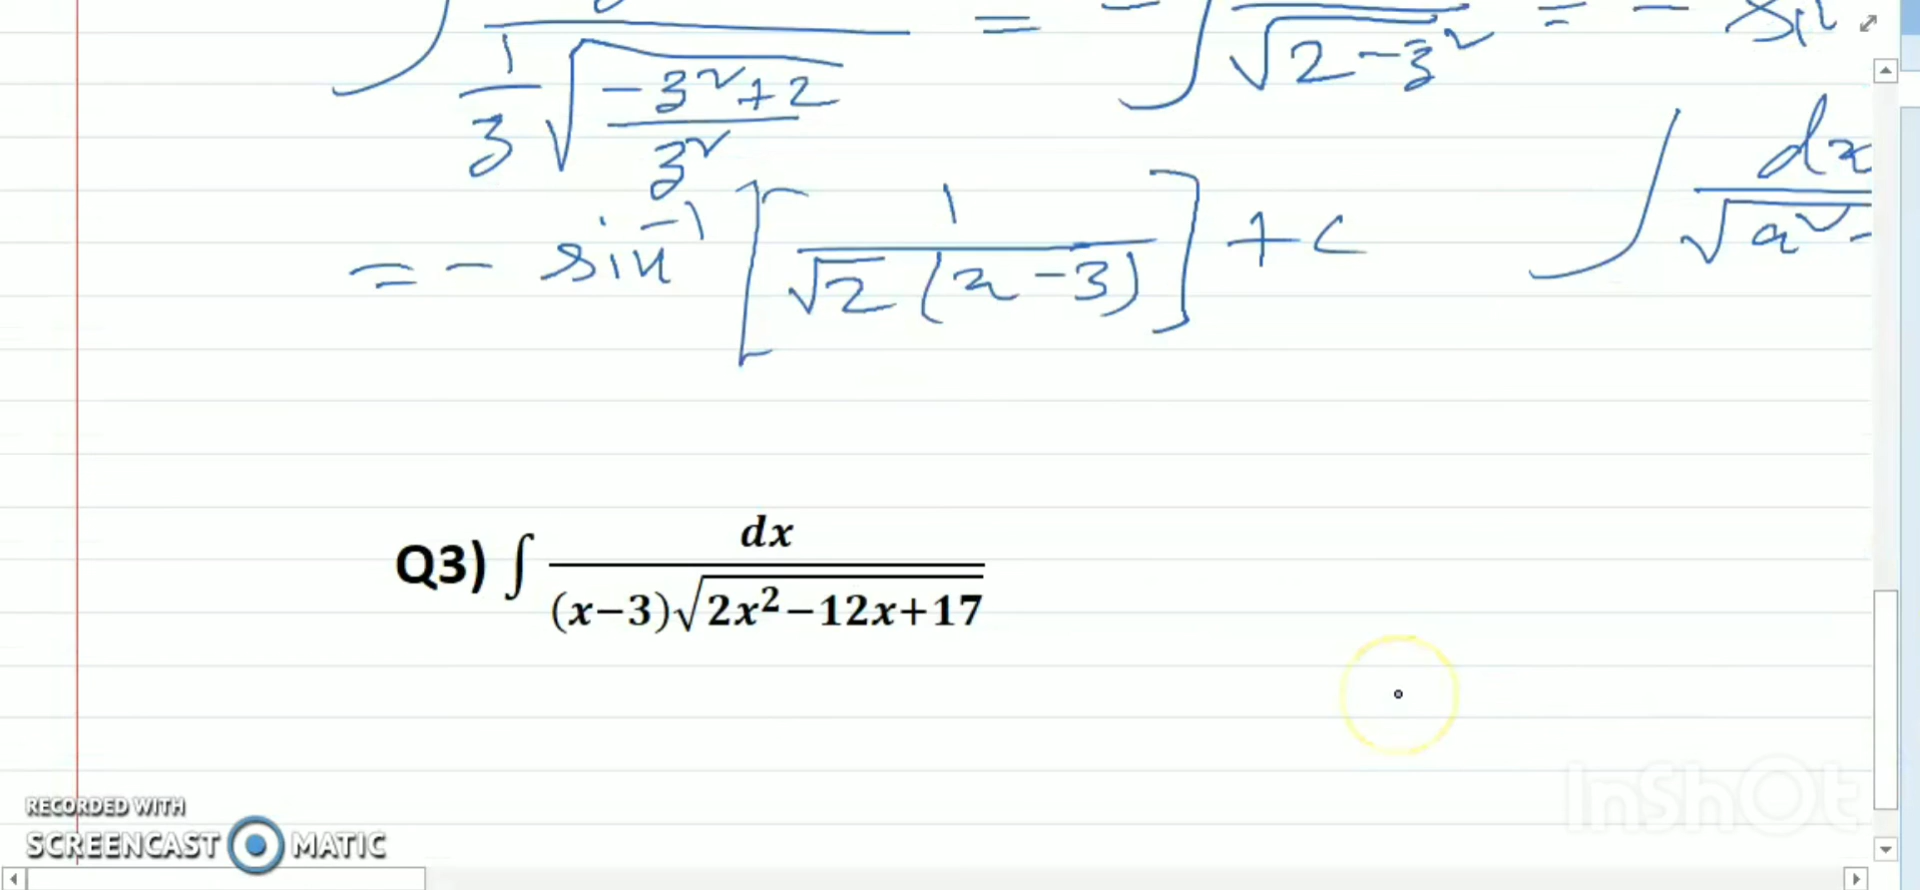 ∫ 1/3 √((-3²+2)/3²) = - ∫ √(2-3²) = -
= - sin⁻¹ [1/(√2 (x-3))] + c ∫ dx/√(a²-
Q3) ∫ dx/((x−3)√(2x²−12x+17))
InShOt
RECORDED WITH
SCREENCAST MATIC